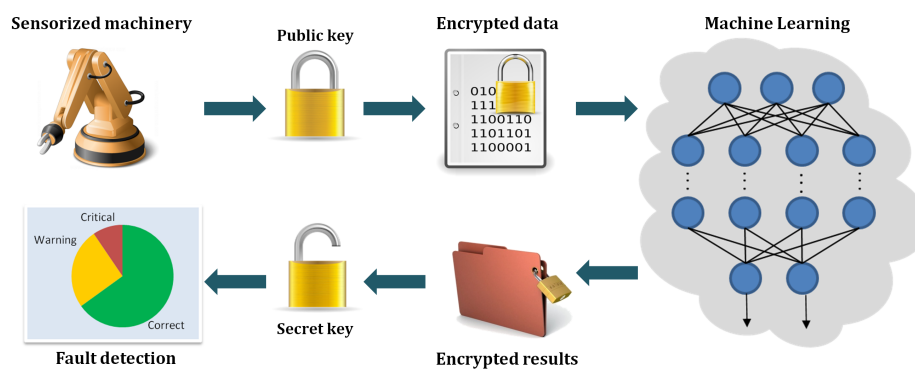 Sensorized machinery
Public key
Encrypted data
Machine Learning
010
111
1100110
1101101
1100001
Critical
Warning
Correct
Fault detection
Secret key
Encrypted results